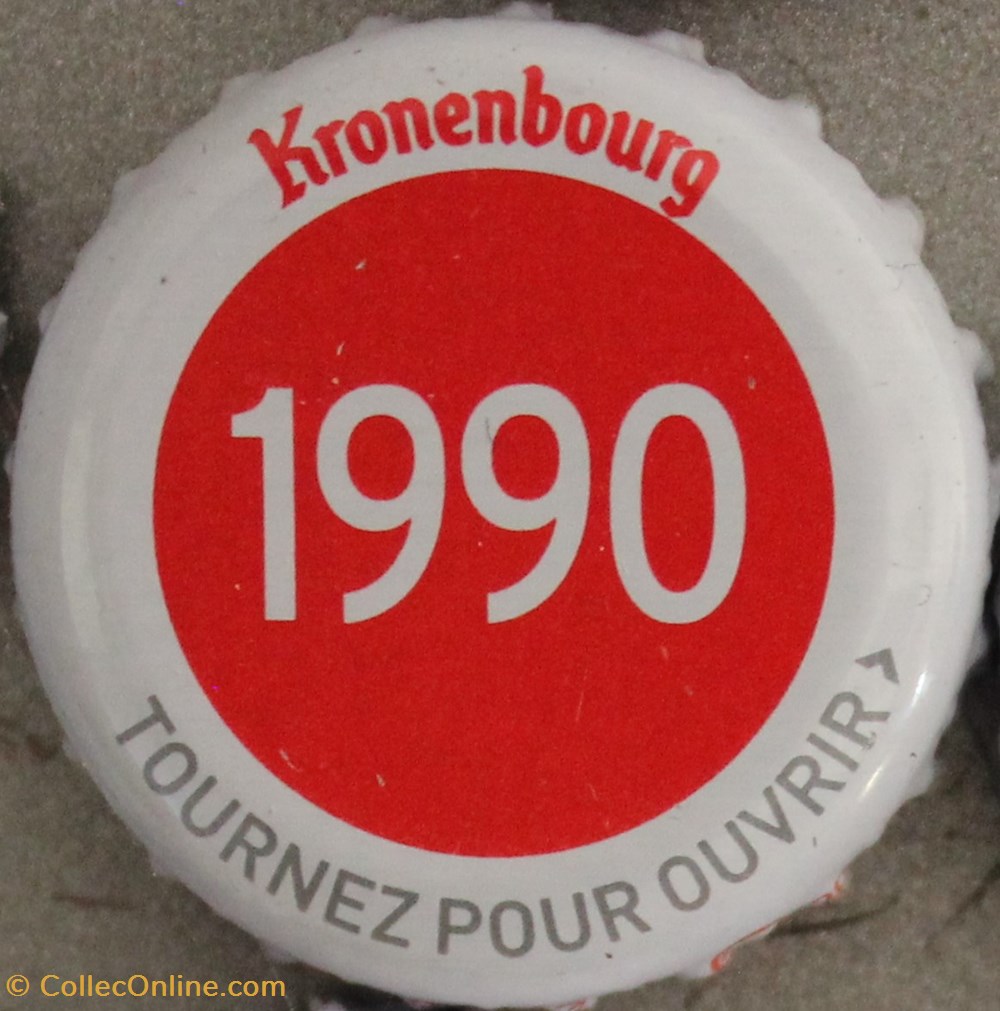 Kronenbourg
1990
TOURNEZ POUR OUVRIR >
© CollecOnline.com